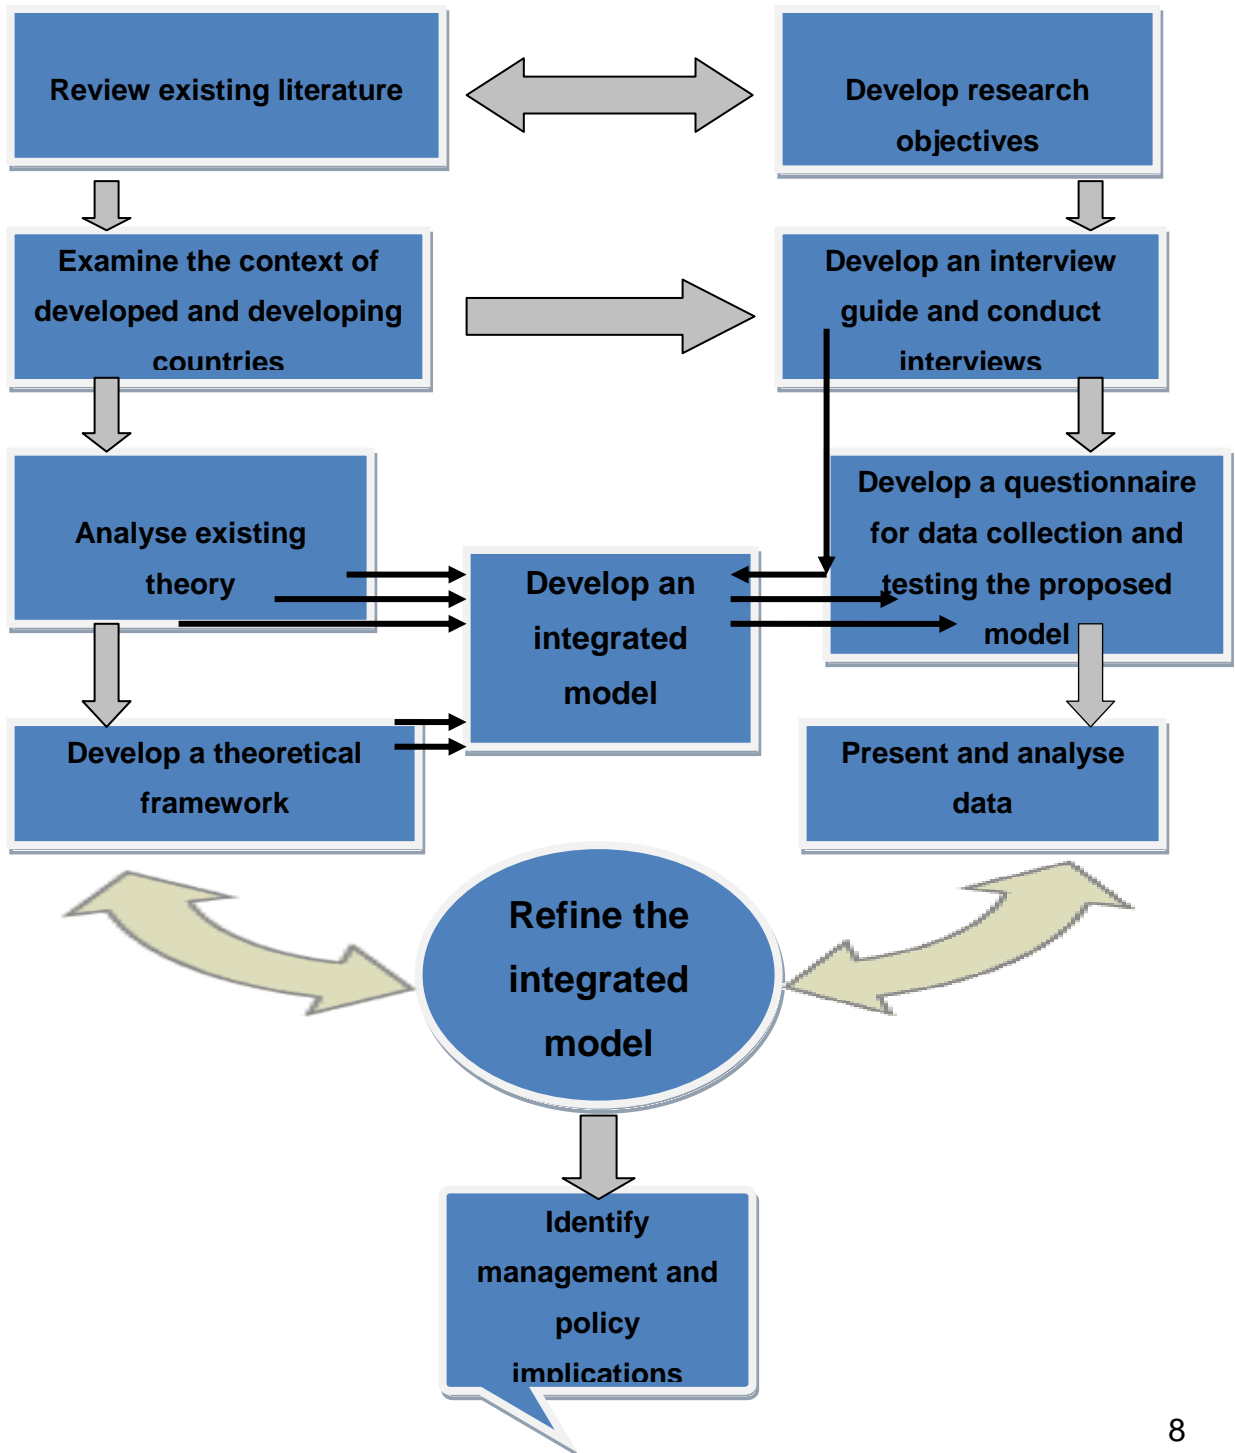 Review existing literature
Develop research
objectives
Examine the context of
developed and developing
countries
Develop an interview
guide and conduct
interviews
Analyse existing
theory
Develop an
integrated
model
Develop a questionnaire
for data collection and
testing the proposed
model
Develop a theoretical
framework
Present and analyse
data
Refine the
integrated
model
Identify
management and
policy
implications
8